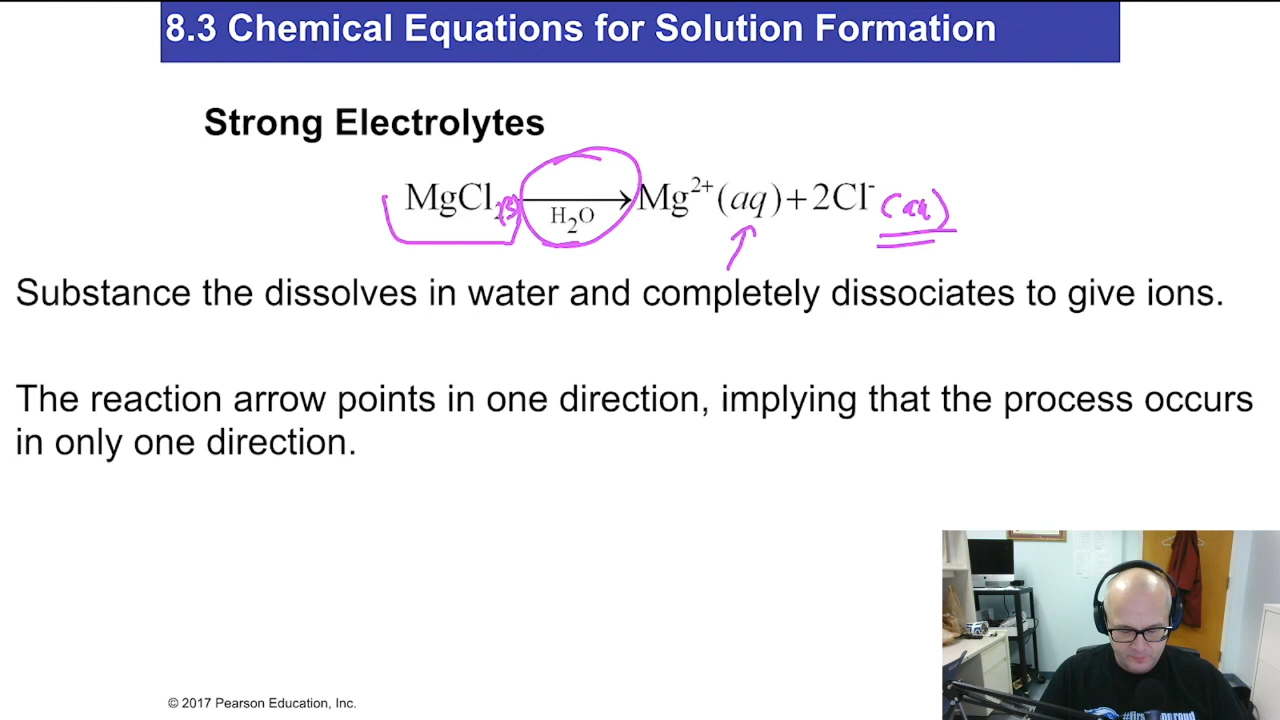 8.3 Chemical Equations for Solution Formation
Strong Electrolytes
MgCl₂(s) ⟶ Mg²⁺(aq)+2Cl⁻(aq)
H₂O
Substance the dissolves in water and completely dissociates to give ions.
The reaction arrow points in one direction, implying that the process occurs
in only one direction.
© 2017 Pearson Education, Inc.